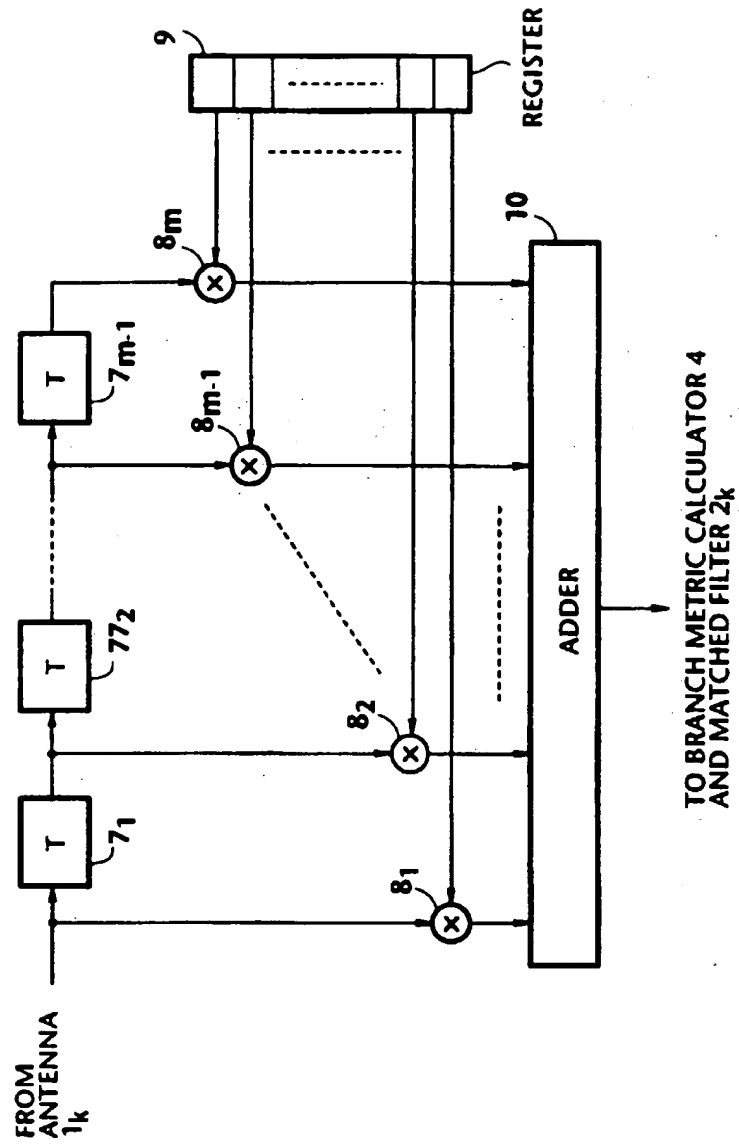 FROM
ANTENNA
1k
T
71
T
772
T
7m-1
81
×
82
×
8m-1
×
8m
×
9
REGISTER
10
ADDER
TO BRANCH METRIC CALCULATOR 4
AND MATCHED FILTER 2k